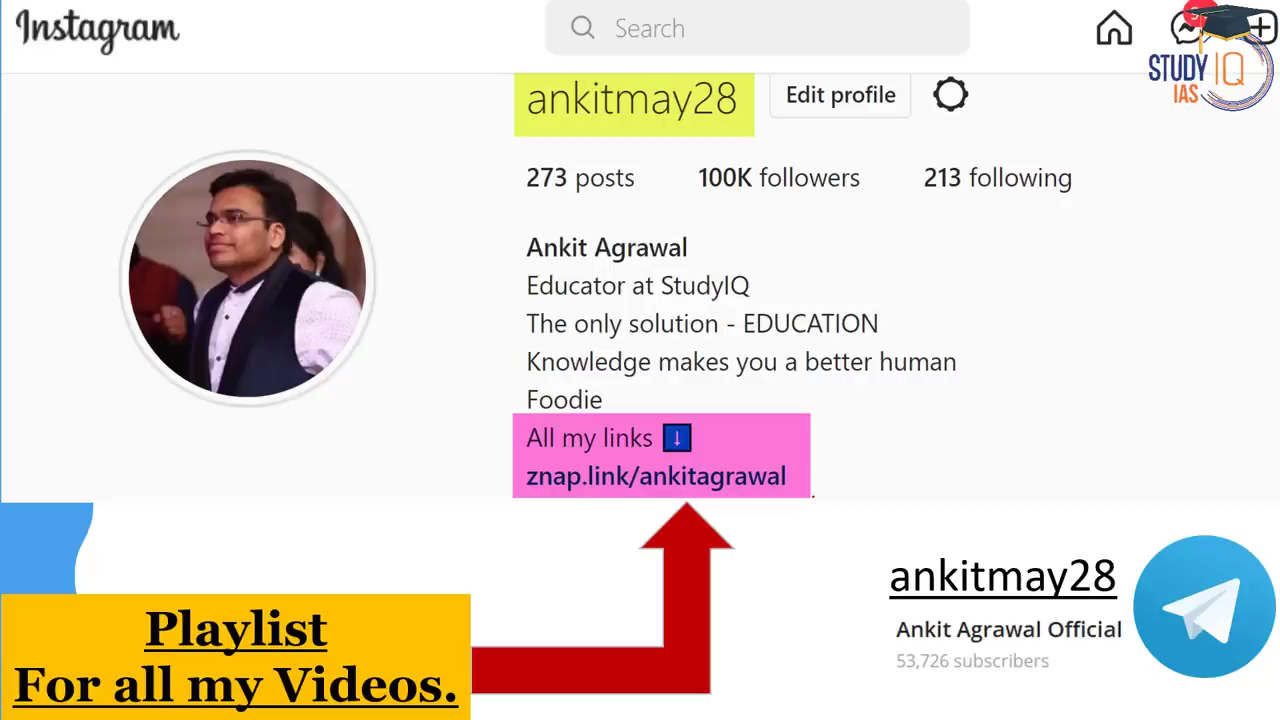 Instagram
Search
STUDY IQ
IAS
ankitmay28 Edit profile
273 posts 100K followers 213 following
Ankit Agrawal
Educator at StudyIQ
The only solution - EDUCATION
Knowledge makes you a better human
Foodie
All my links ↓
znap.link/ankitagrawal
Playlist
For all my Videos.
ankitmay28
Ankit Agrawal Official
53,726 subscribers